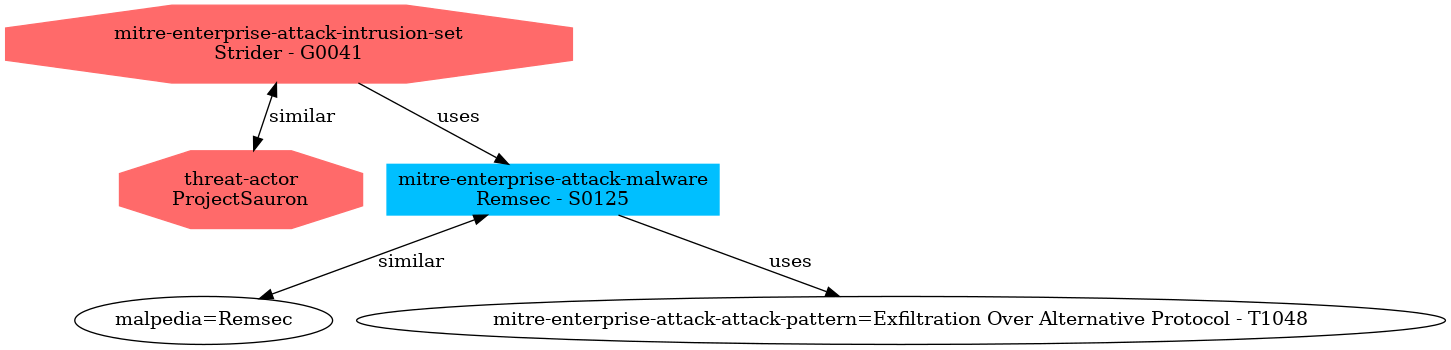 mitre-enterprise-attack-intrusion-set
Strider - G0041
similar
uses
threat-actor
ProjectSauron
mitre-enterprise-attack-malware
Remsec - S0125
similar
uses
malpedia=Remsec
mitre-enterprise-attack-attack-pattern=Exfiltration Over Alternative Protocol - T1048